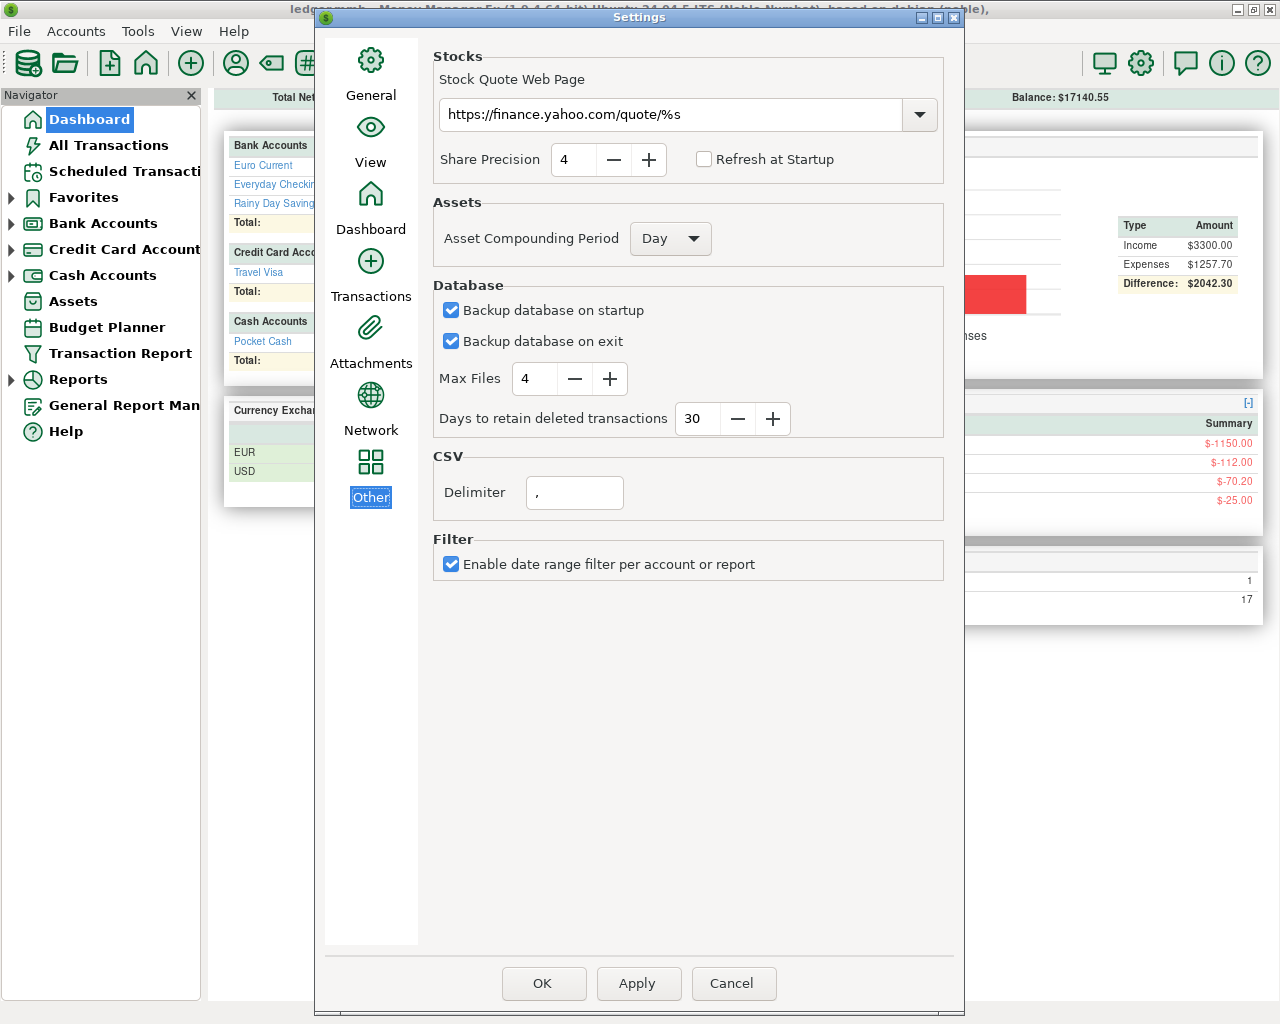 Settings
File Accounts Tools View Help
Navigator
Dashboard
All Transactions
Scheduled Transacti
Favorites
Bank Accounts
Credit Card Account
Cash Accounts
Assets
Budget Planner
Transaction Report
Reports
General Report Man
Help
Total Net
Balance: $17140.55
Bank Accounts
Euro Current
Everyday Checkin
Rainy Day Saving
Total:
Credit Card Acco
Travel Visa
Total:
Cash Accounts
Pocket Cash
Total:
Currency Exchan
EUR
USD
General
View
Dashboard
Transactions
Attachments
Network
Other
Stocks
Stock Quote Web Page
https://finance.yahoo.com/quote/%s
Share Precision 4 Refresh at Startup
Assets
Asset Compounding Period Day
Database
Backup database on startup
Backup database on exit
Max Files 4
Days to retain deleted transactions 30
CSV
Delimiter ,
Filter
Enable date range filter per account or report
OK Apply Cancel
Type Amount
Income $3300.00
Expenses $1257.70
Difference: $2042.30
nses
[-]
Summary
$-1150.00
$-112.00
$-70.20
$-25.00
1
17